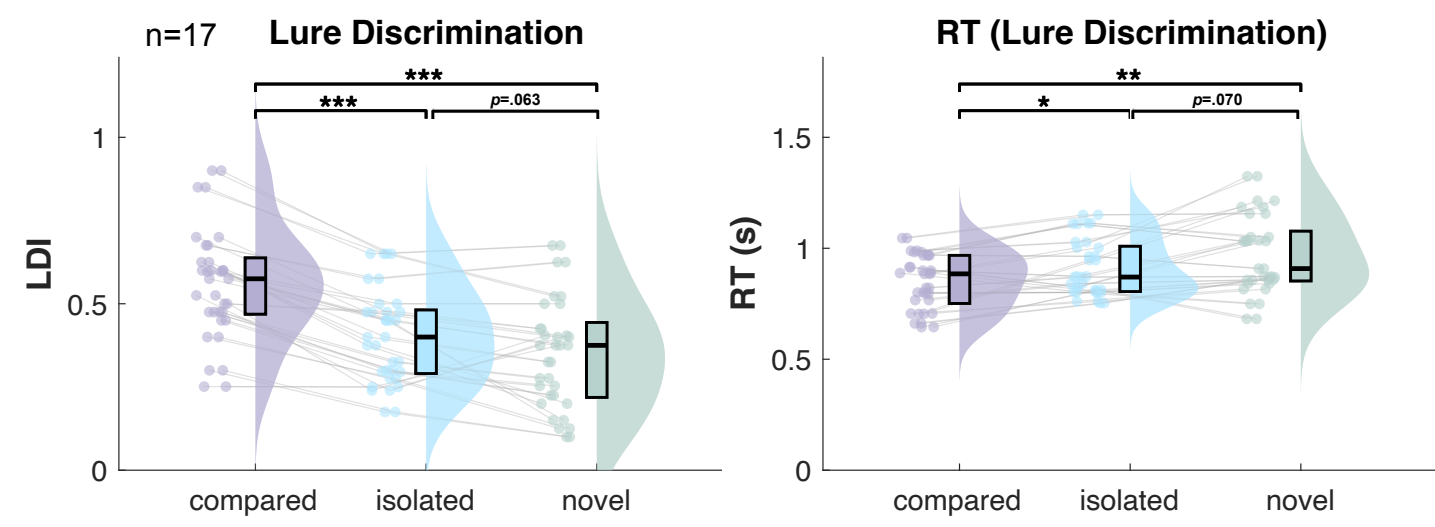 n=17
Lure Discrimination
***
***
p=.063
LDI
1
0.5
0
compared
isolated
novel
RT (Lure Discrimination)
**
*
p=.070
RT (s)
1.5
1
0.5
0
compared
isolated
novel